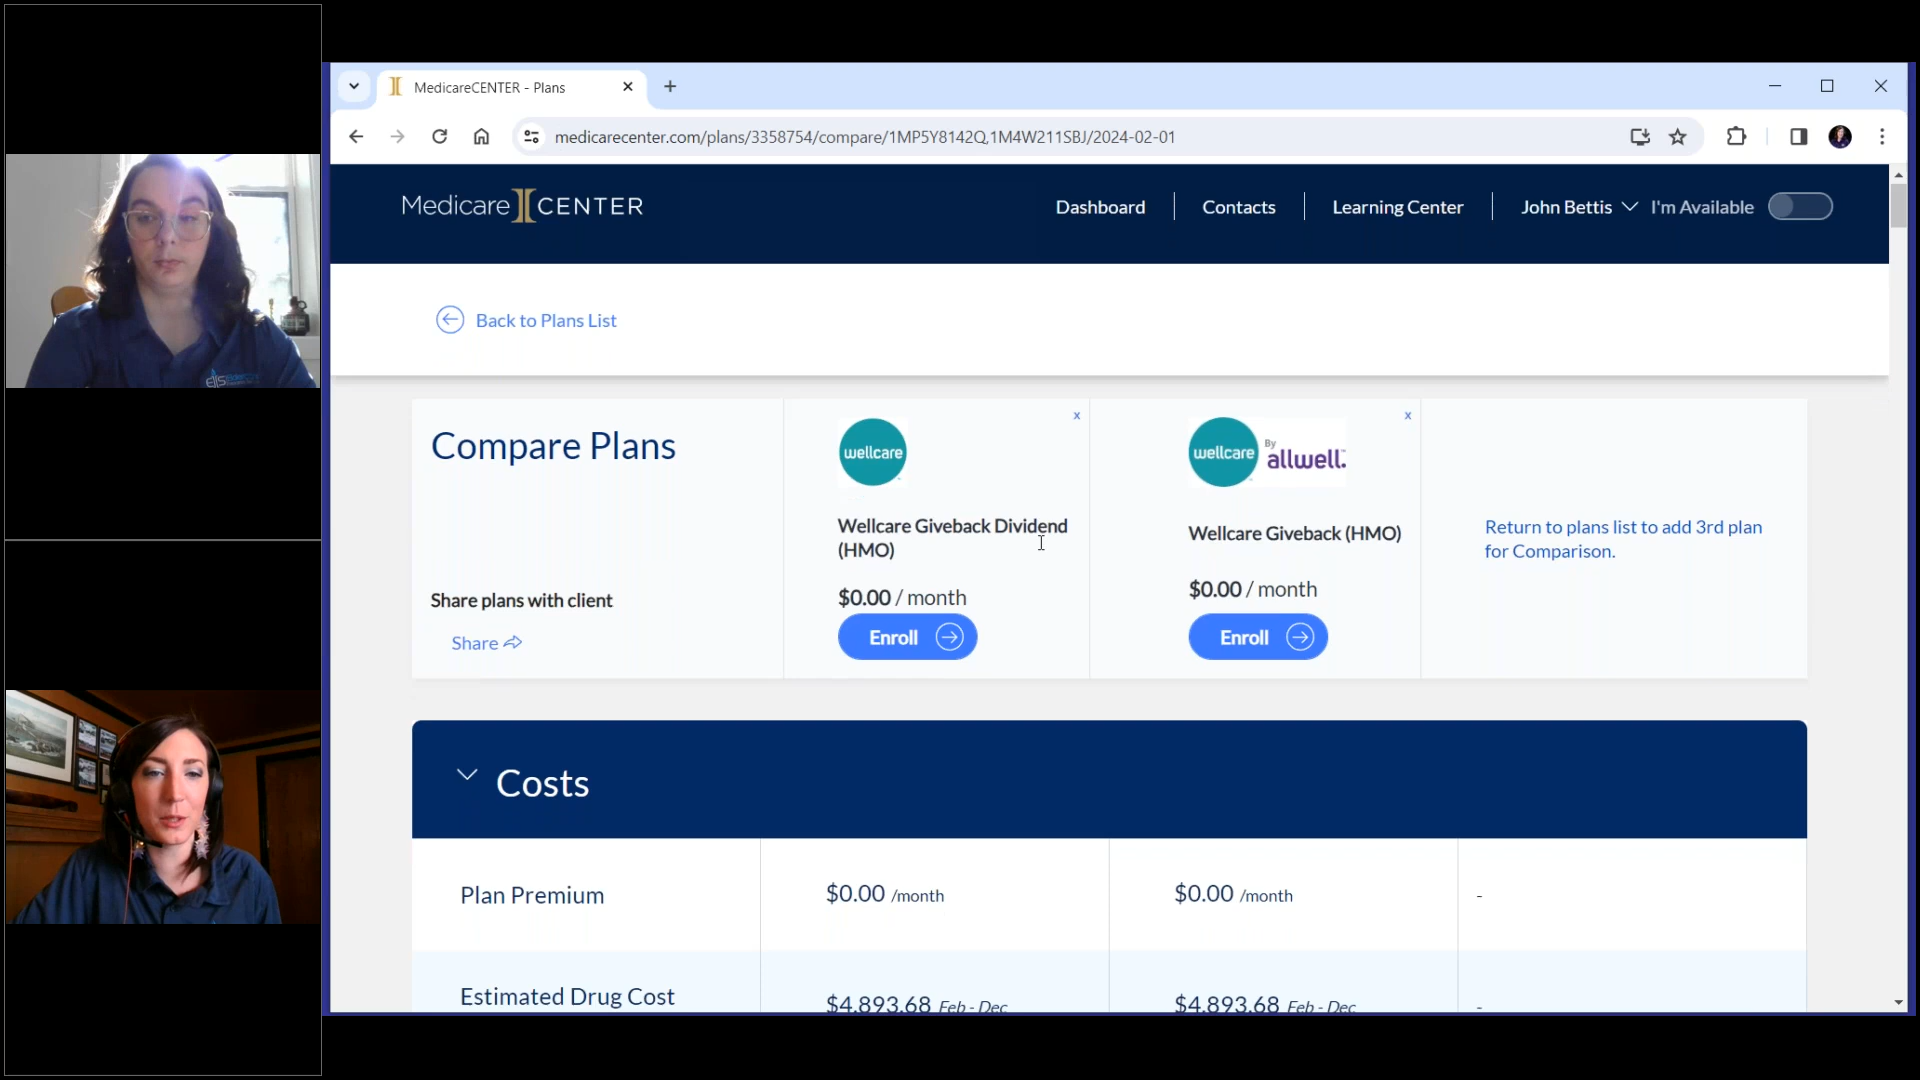 MedicareCENTER - Plans
medicarecenter.com/plans/3358754/compare/1MP5Y8142Q,1M4W211SBJ/2024-02-01
Medicare CENTER
Dashboard
Contacts
Learning Center
John Bettis
I'm Available
Back to Plans List
Compare Plans
Share plans with client
Share
x
wellcare
Wellcare Giveback Dividend
(HMO)
$0.00 / month
Enroll
x
wellcare By allwell.
Wellcare Giveback (HMO)
$0.00 / month
Enroll
Return to plans list to add 3rd plan
for Comparison.
Costs
Plan Premium
$0.00 /month
$0.00 /month
-
Estimated Drug Cost
$4,893.68 Feb - Dec
$4,893.68 Feb - Dec
-